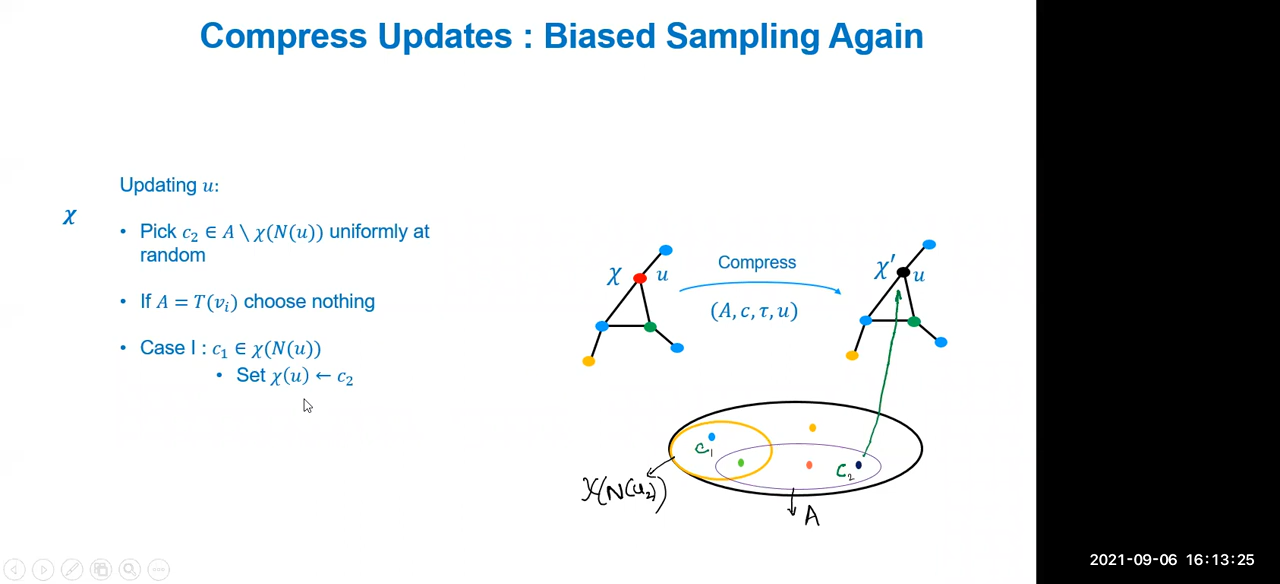 Compress Updates : Biased Sampling Again
Updating u:
χ
• Pick c₂ ∈ A \ χ(N(u)) uniformly at
random
• If A = T(vᵢ) choose nothing
• Case I : c₁ ∈ χ(N(u))
• Set χ(u) ← c₂
χ u
Compress
(A, c, τ, u)
χ′ u
C₁
C₂
χ(N(u₂))
A
2021-09-06 16:13:25